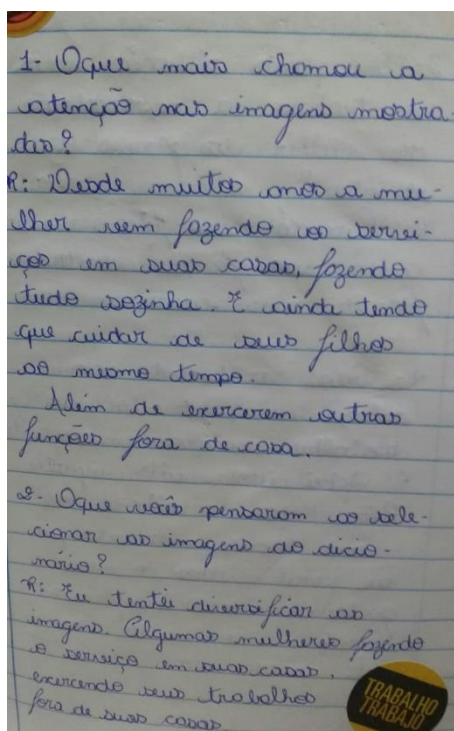 1- Oque mais chamou a
atenção nas imagens mostra-
das?
R: Desde muitos anos a mu-
lher vem fazendo os servi-
ços em suas casas, fazendo
tudo sozinha. E ainda tendo
que cuidar de seus filhos
ao mesmo tempo.
Além de exercerem outras
funções fora de casa.
2- Oque vocês pensaram ao sele-
cionar as imagens do dicio-
nário?
R: Eu tentei diversificar as
imagens. Algumas mulheres fazendo
o serviço em suas casas,
exercendo seus trabalhos
fora de suas casas
TRABALHO
TRABAJO